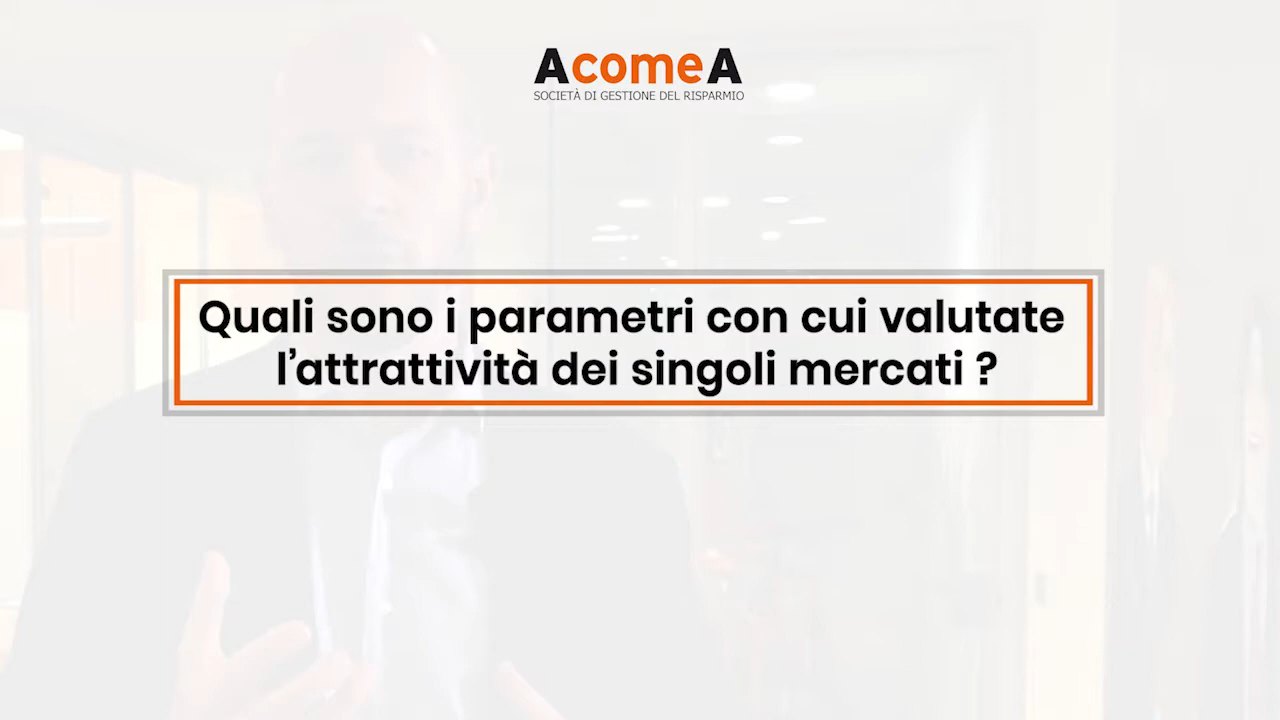 AcomeA
SOCIETÀ DI GESTIONE DEL RISPARMIO
Quali sono i parametri con cui valutate
l’attrattività dei singoli mercati ?